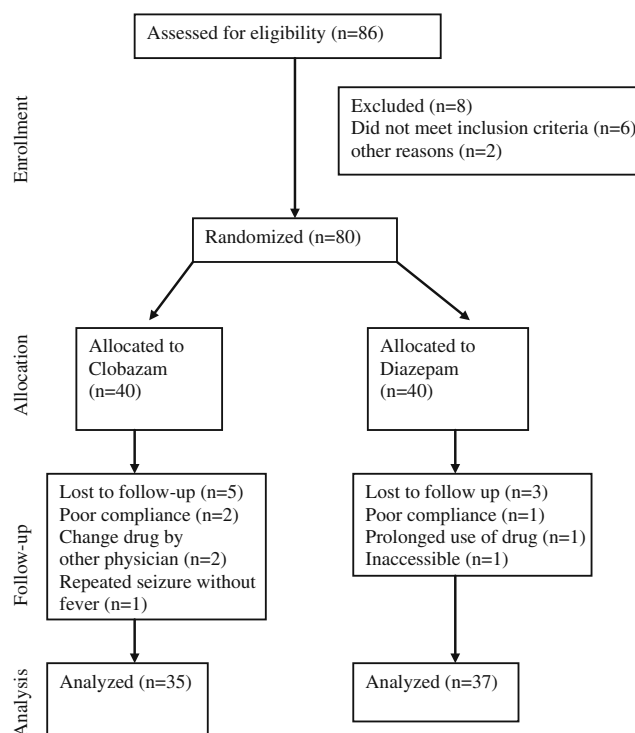 Assessed for eligibility (n=86)
Enrollment
Excluded (n=8)
Did not meet inclusion criteria (n=6)
other reasons (n=2)
Randomized (n=80)
Allocation
Allocated to
Clobazam
(n=40)
Allocated to
Diazepam
(n=40)
Follow-up
Lost to follow-up (n=5)
Poor compliance (n=2)
Change drug by
other physician (n=2)
Repeated seizure without
fever (n=1)
Lost to follow up (n=3)
Poor compliance (n=1)
Prolonged use of drug (n=1)
Inaccessible (n=1)
Analysis
Analyzed (n=35)
Analyzed (n=37)